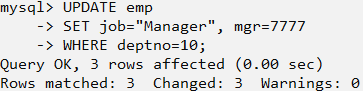 mysql> UPDATE emp
-> SET job="Manager", mgr=7777
-> WHERE deptno=10;
Query OK, 3 rows affected (0.00 sec)
Rows matched: 3  Changed: 3  Warnings: 0